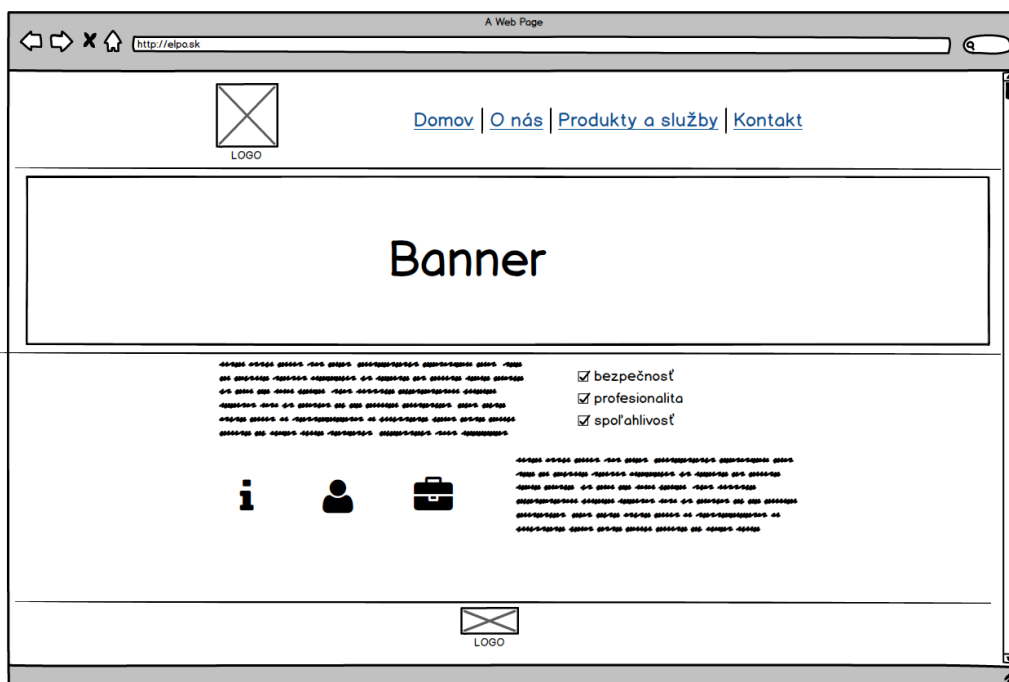 A Web Page
http://elpo.sk
LOGO
Domov | O nás | Produkty a služby | Kontakt
Banner
bezpečnosť
profesionalita
spoľahlivosť
LOGO